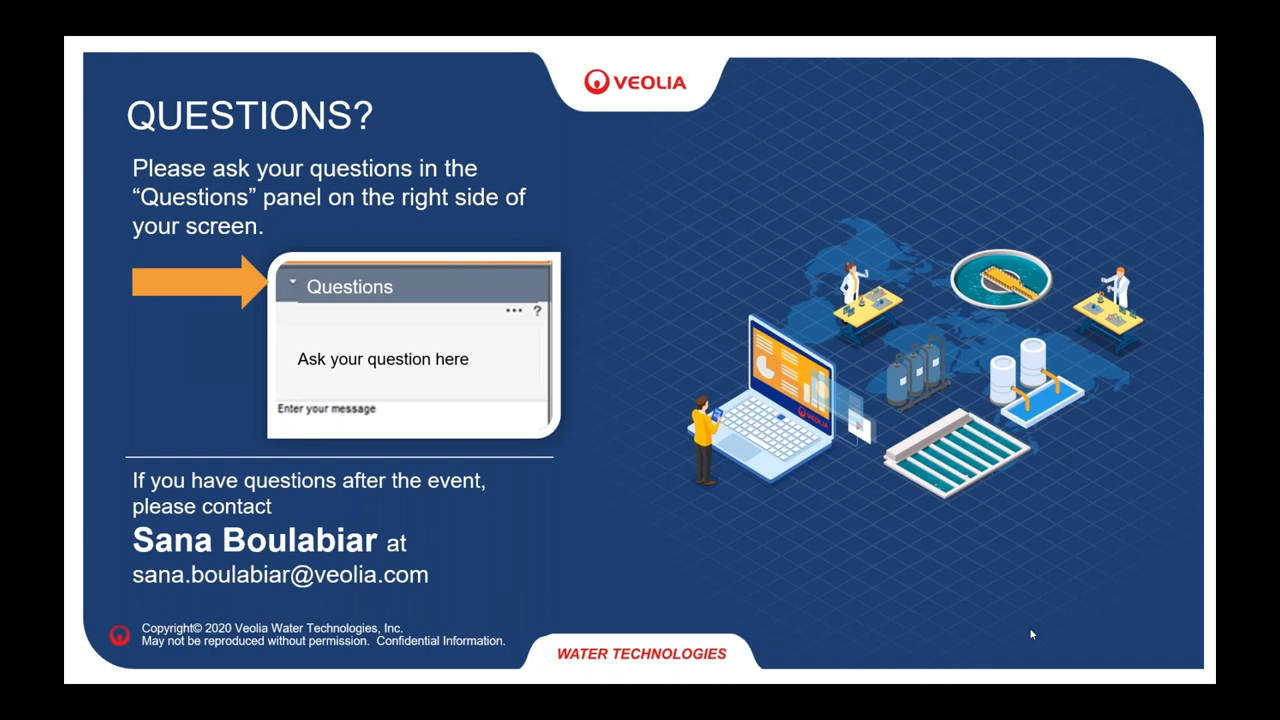 VEOLIA
QUESTIONS?
Please ask your questions in the
“Questions” panel on the right side of
your screen.
Questions
••• ?
Ask your question here
Enter your message
If you have questions after the event,
please contact
Sana Boulabiar at
sana.boulabiar@veolia.com
VEOLIA
Copyright© 2020 Veolia Water Technologies, Inc.
May not be reproduced without permission. Confidential Information.
WATER TECHNOLOGIES